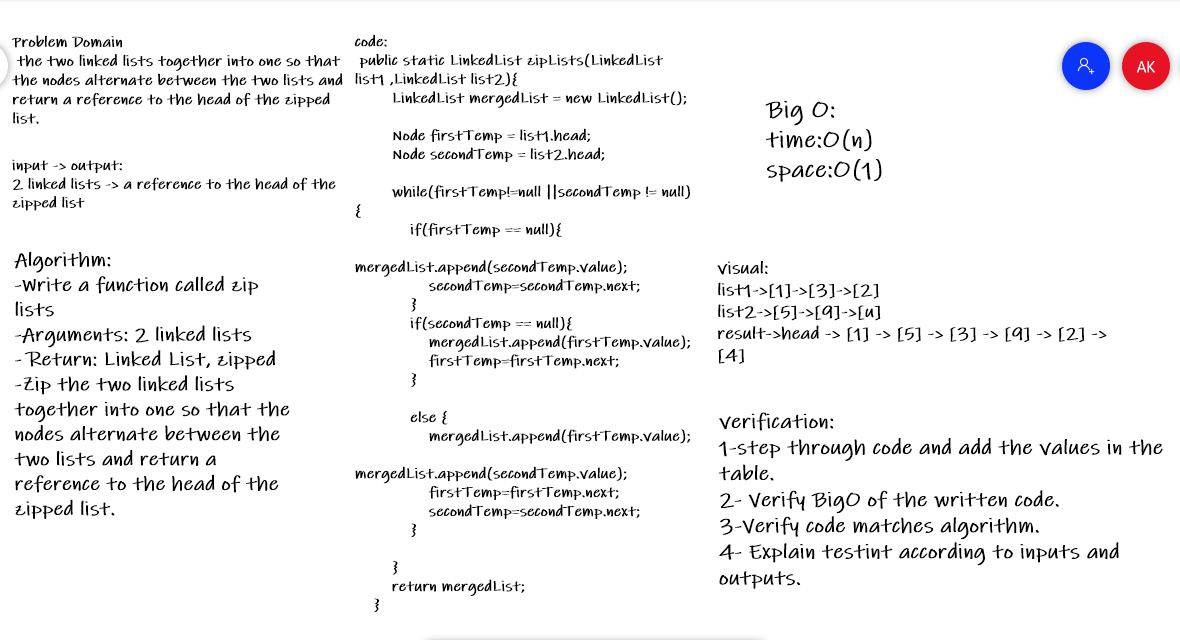 Problem Domain
the two linked lists together into one so that
the nodes alternate between the two lists and
return a reference to the head of the zipped
list.
input -> output:
2 linked lists -> a reference to the head of the
zipped list
Algorithm:
-Write a function called zip
lists
-Arguments: 2 linked lists
- Return: Linked List, zipped
-Zip the two linked lists
together into one so that the
nodes alternate between the
two lists and return a
reference to the head of the
zipped list.
code:
public static LinkedList zipLists(LinkedList
list1 ,LinkedList list2){
LinkedList mergedList = new LinkedList();
Node firstTemp = list1.head;
Node secondTemp = list2.head;
while(firstTemp!=null ||secondTemp != null)
{
if(firstTemp == null){
mergedList.append(secondTemp.value);
secondTemp=secondTemp.next;
}
if(secondTemp == null){
mergedList.append(firstTemp.value);
firstTemp=firstTemp.next;
}
else {
mergedList.append(firstTemp.value);
mergedList.append(secondTemp.value);
firstTemp=firstTemp.next;
secondTemp=secondTemp.next;
}
}
return mergedList;
}
AK
Big O:
time:O(n)
space:O(1)
visual:
list1->[1]->[3]->[2]
list2->[5]->[9]->[u]
result->head -> [1] -> [5] -> [3] -> [9] -> [2] ->
[4]
verification:
1-step through code and add the values in the
table.
2- Verify BigO of the written code.
3-Verify code matches algorithm.
4- Explain testint according to inputs and
outputs.